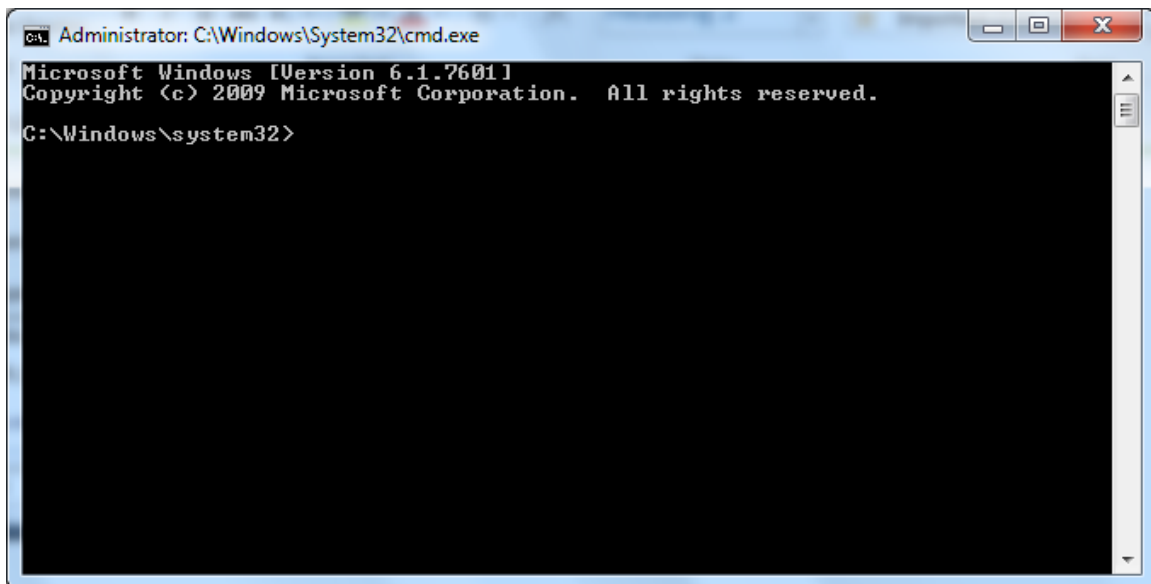 Administrator: C:\Windows\System32\cmd.exe
Microsoft Windows [Version 6.1.7601]
Copyright (c) 2009 Microsoft Corporation.  All rights reserved.
C:\Windows\system32>